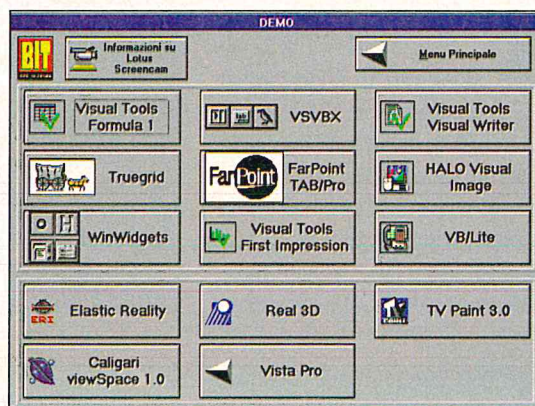 DEMO
BIT
Informazioni su
Lotus
Screencam
Menu Principale
Visual Tools
Formula 1
VSVBX
Visual Tools
Visual Writer
Truegrid
FarPoint
FarPoint
TAB/Pro
HALO Visual
Image
WinWidgets
Visual Tools
First Impression
VB/Lite
ERI
Elastic Reality
Real 3D
TV
TV Paint 3.0
Caligari
viewSpace 1.0
Vista Pro